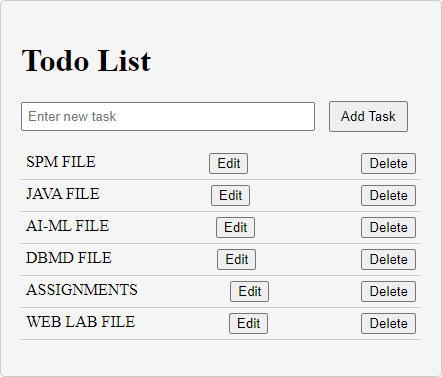 Todo List
Enter new task Add Task
SPM FILE Edit Delete
JAVA FILE Edit Delete
AI-ML FILE Edit Delete
DBMD FILE Edit Delete
ASSIGNMENTS Edit Delete
WEB LAB FILE Edit Delete